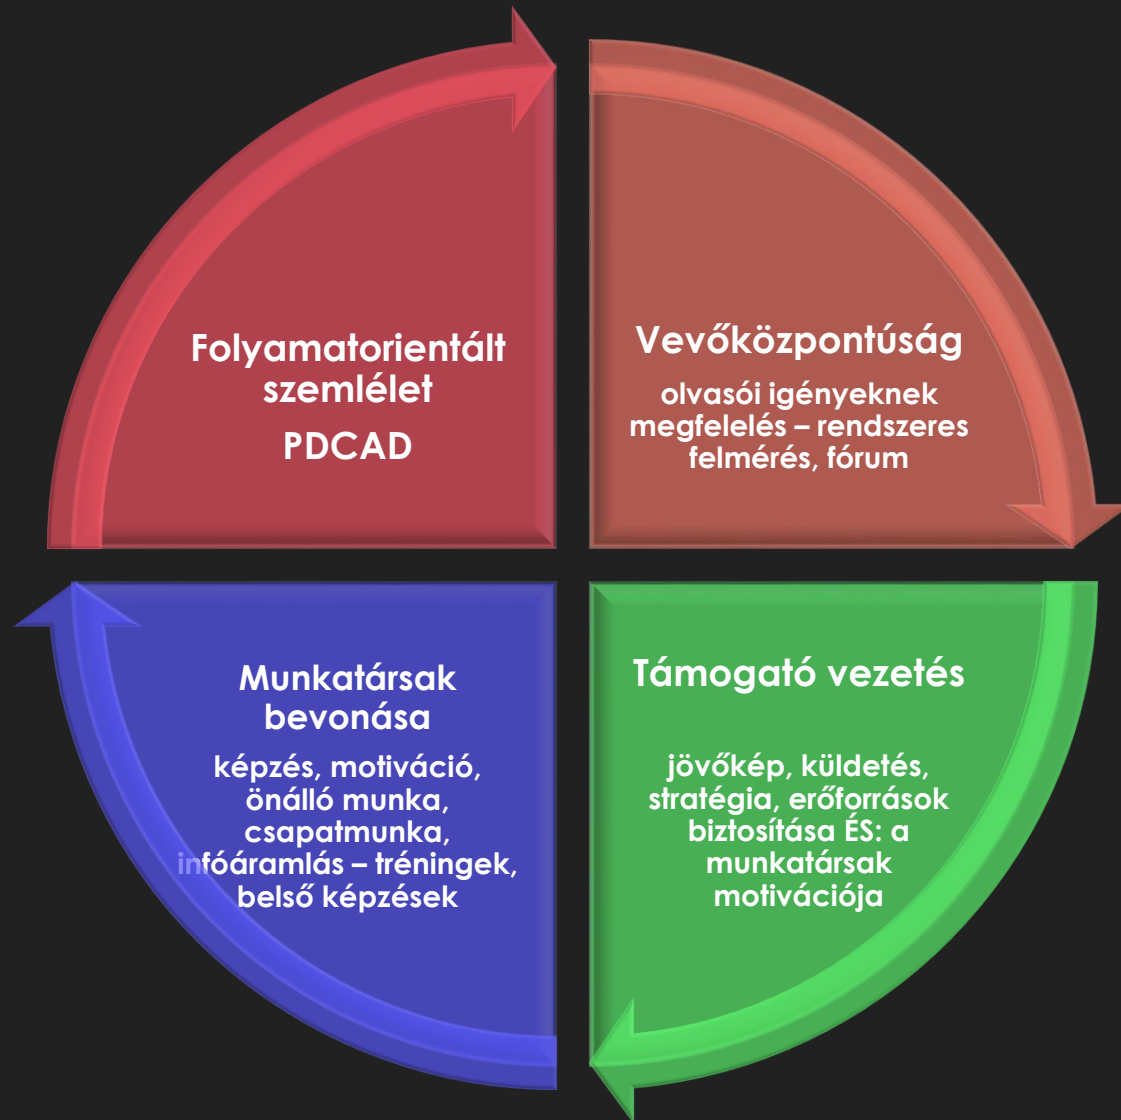 Folyamatorientált
szemlélet
PDCAD
Vevőközpontúság
olvasói igényeknek
megfelelés – rendszeres
felmérés, fórum
Munkatársak
bevonása
képzés, motiváció,
önálló munka,
csapatmunka,
infóáramlás – tréningek,
belső képzések
Támogató vezetés
jövőkép, küldetés,
stratégia, erőforrások
biztosítása ÉS: a
munkatársak
motivációja